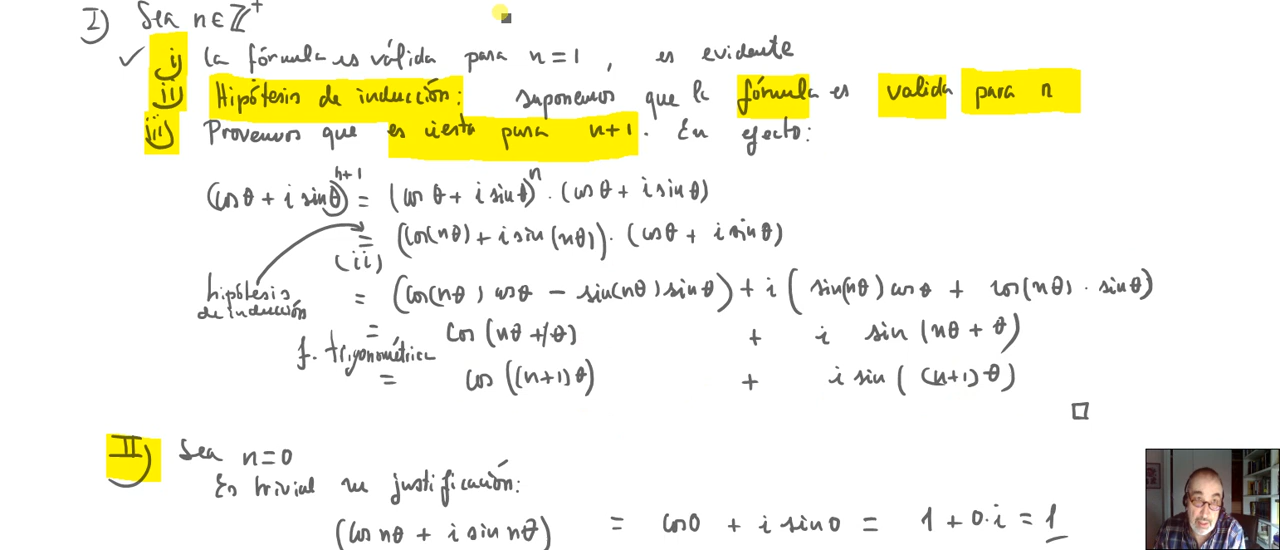 I) Sea n ∈ ℤ⁺
✓ i) La fórmula es válida para n = 1, es evidente
ii) Hipótesis de inducción: suponemos que la fórmula es valida para n
iii) Provemos que es cierta para n+1. En efecto:
(cos θ + i sin θ)ⁿ⁺¹ = (cos θ + i sin θ)ⁿ · (cos θ + i sin θ)
= (cos(nθ) + i sin(nθ)) · (cos θ + i sin θ)
(ii)
hipótesis de inducción
= (cos(nθ) cos θ − sin(nθ) sin θ) + i (sin(nθ) cos θ + cos(nθ) · sin θ)
= cos(nθ + θ) + i sin(nθ + θ)
f. trigonométrica
= cos((n+1)θ) + i sin((n+1)θ)
□
II) Sea n=0
Es trivial su justificación:
(cos nθ + i sin nθ) = cos 0 + i sin 0 = 1 + 0·i = 1